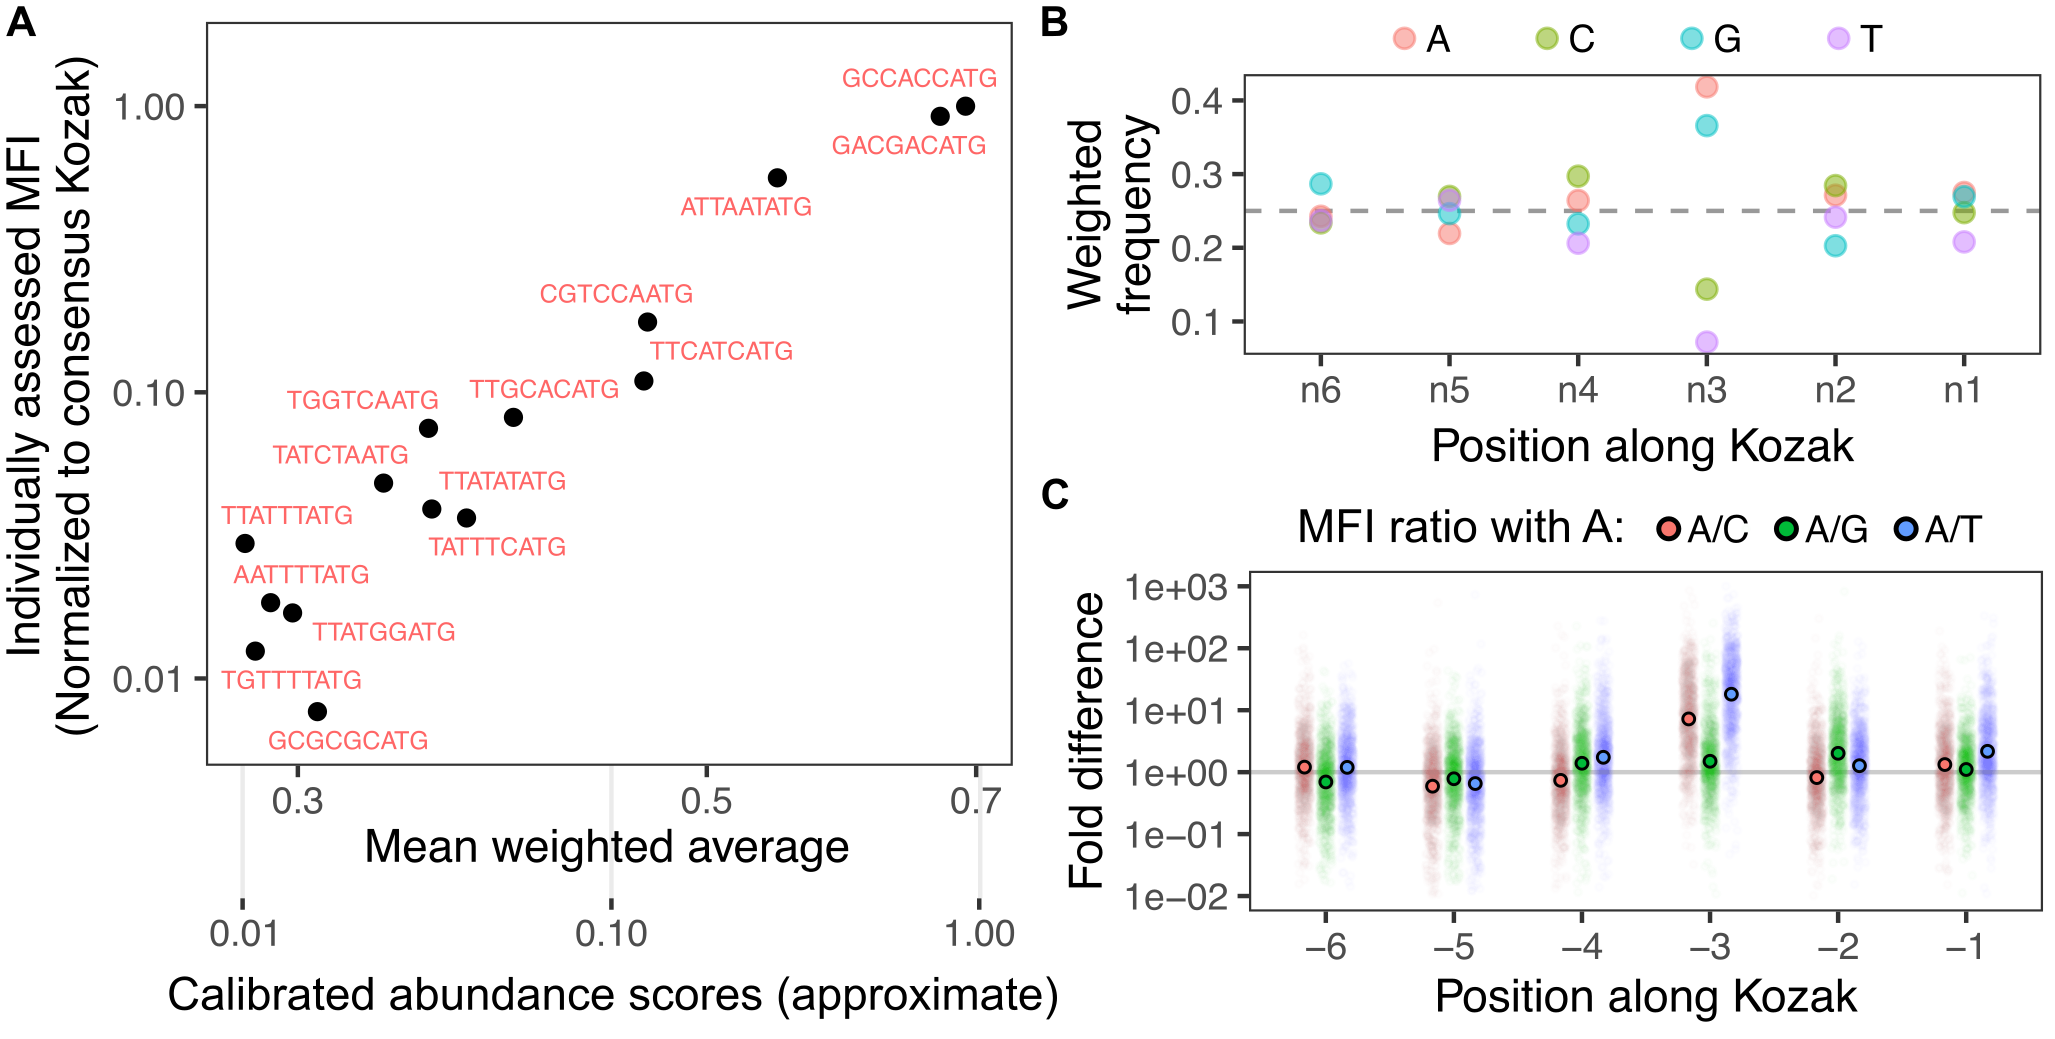 A
Individually assessed MFI
(Normalized to consensus Kozak)
1.00
0.10
0.01
GCCACCATG
GACGACATG
ATTAATATG
CGTCCAATG
TTCATCATG
TTGCACATG
TGGTCAATG
TATCTAATG
TTATATATG
TTATTTATG
TATTTCATG
AATTTTATG
TTATGGATG
TGTTTTATG
GCGCGCATG
0.3 0.5 0.7
Mean weighted average
0.01 0.10 1.00
Calibrated abundance scores (approximate)
B
A C G T
Weighted
frequency
0.4
0.3
0.2
0.1
n6 n5 n4 n3 n2 n1
Position along Kozak
C
MFI ratio with A: A/C A/G A/T
Fold difference
1e+03
1e+02
1e+01
1e+00
1e−01
1e−02
−6 −5 −4 −3 −2 −1
Position along Kozak